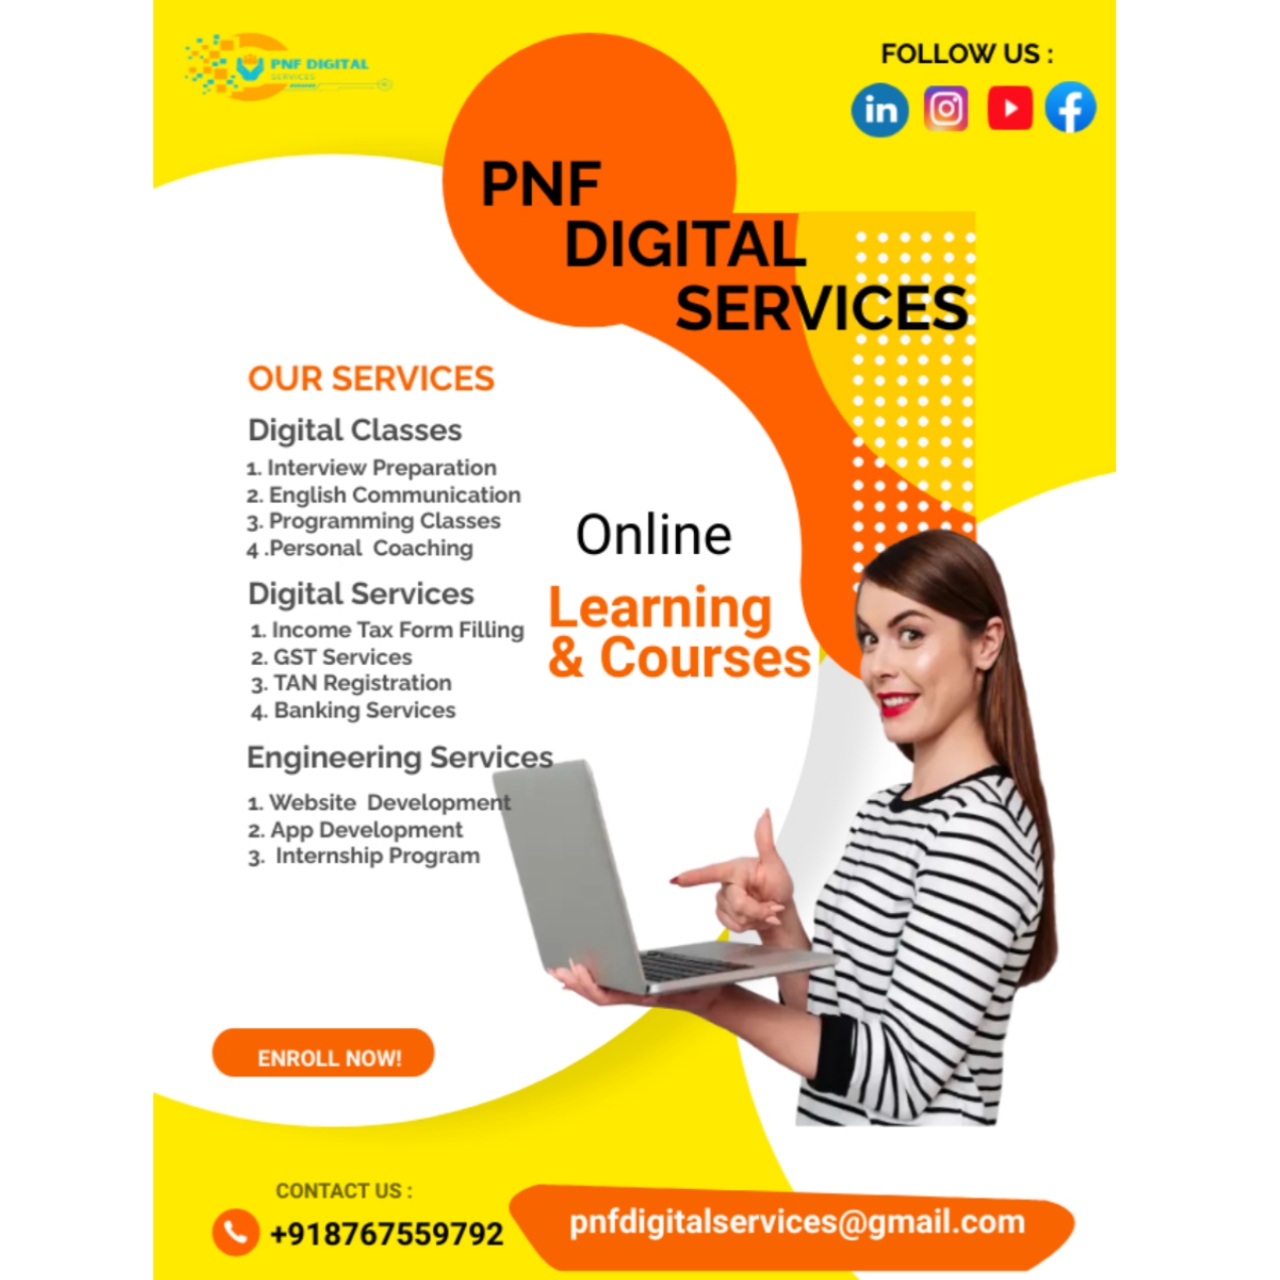 PNF DIGITAL
SERVICES
FOLLOW US :
in
PNF
DIGITAL
SERVICES
OUR SERVICES
Digital Classes
1. Interview Preparation
2. English Communication
3. Programming Classes
4 .Personal Coaching
Digital Services
1. Income Tax Form Filling
2. GST Services
3. TAN Registration
4. Banking Services
Engineering Services
1. Website Development
2. App Development
3. Internship Program
Online
Learning
& Courses
ENROLL NOW!
CONTACT US :
+918767559792
pnfdigitalservices@gmail.com